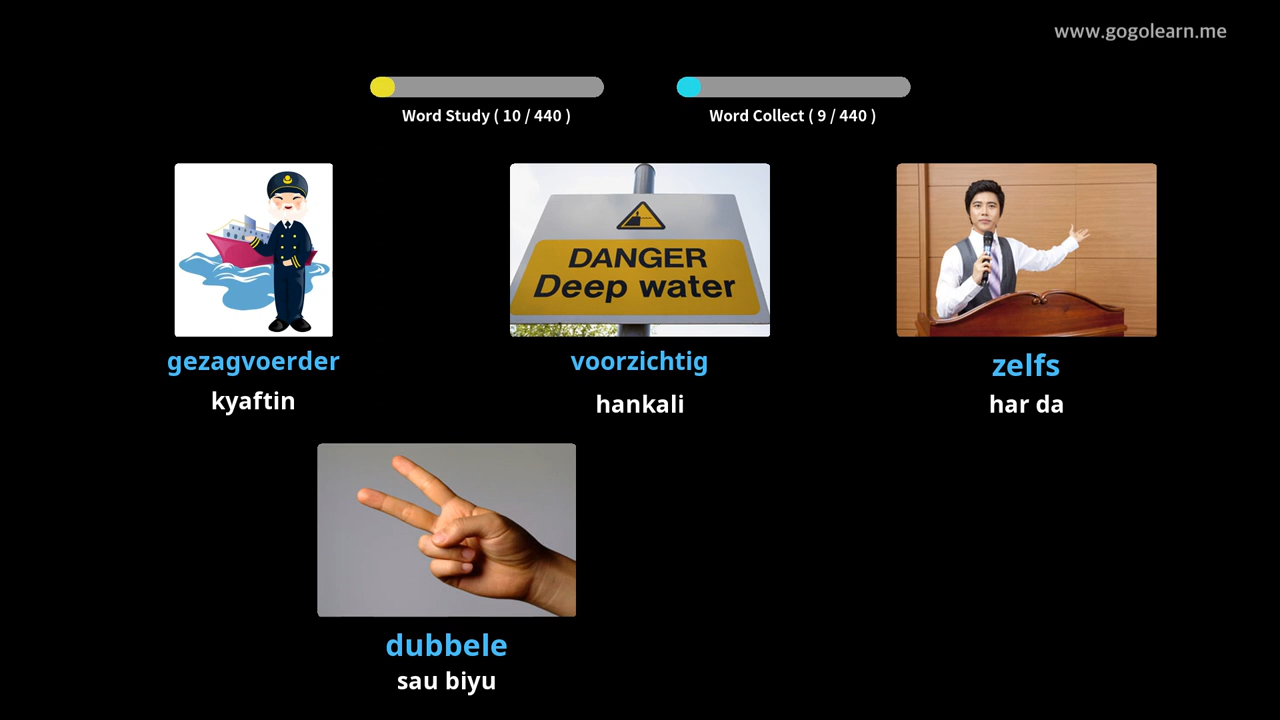 www.gogolearn.me
Word Study ( 10 / 440 )
Word Collect ( 9 / 440 )
DANGER
Deep water
gezagvoerder
kyaftin
voorzichtig
hankali
zelfs
har da
dubbele
sau biyu